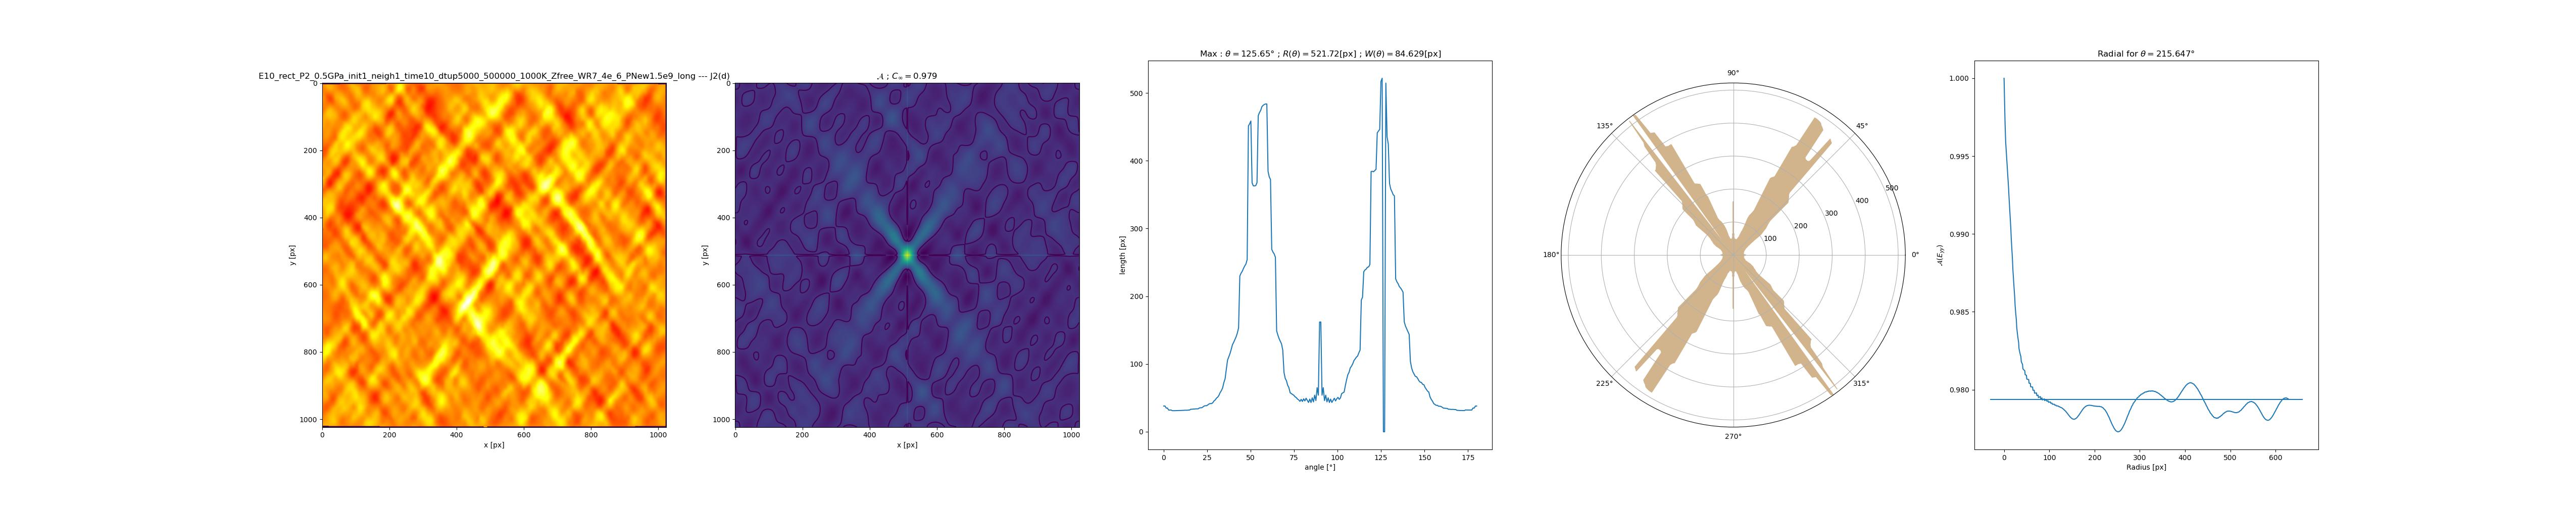 E10_rect_P2_0.5GPa_init1_neigh1_time10_dtup5000_500000_1000K_Zfree_WR7_4e_6_PNew1.5e9_long --- J2(d)
0
200
400
600
800
1000
y [px]
0 200 400 600 800 1000
x [px]
𝒜 ; C∞ = 0.979
0
200
400
600
800
1000
y [px]
0 200 400 600 800 1000
x [px]
Max : θ = 125.65° ; R(θ) = 521.72[px] ; W(θ) = 84.629[px]
500
400
300
200
100
0
length [px]
0 25 50 75 100 125 150 175
angle [°]
90°
135° 45°
500
400
300
200
100
180° 0°
225° 315°
270°
Radial for θ = 215.647°
1.000
0.995
0.990
0.985
0.980
𝒜(E_yy)
0 100 200 300 400 500 600
Radius [px]